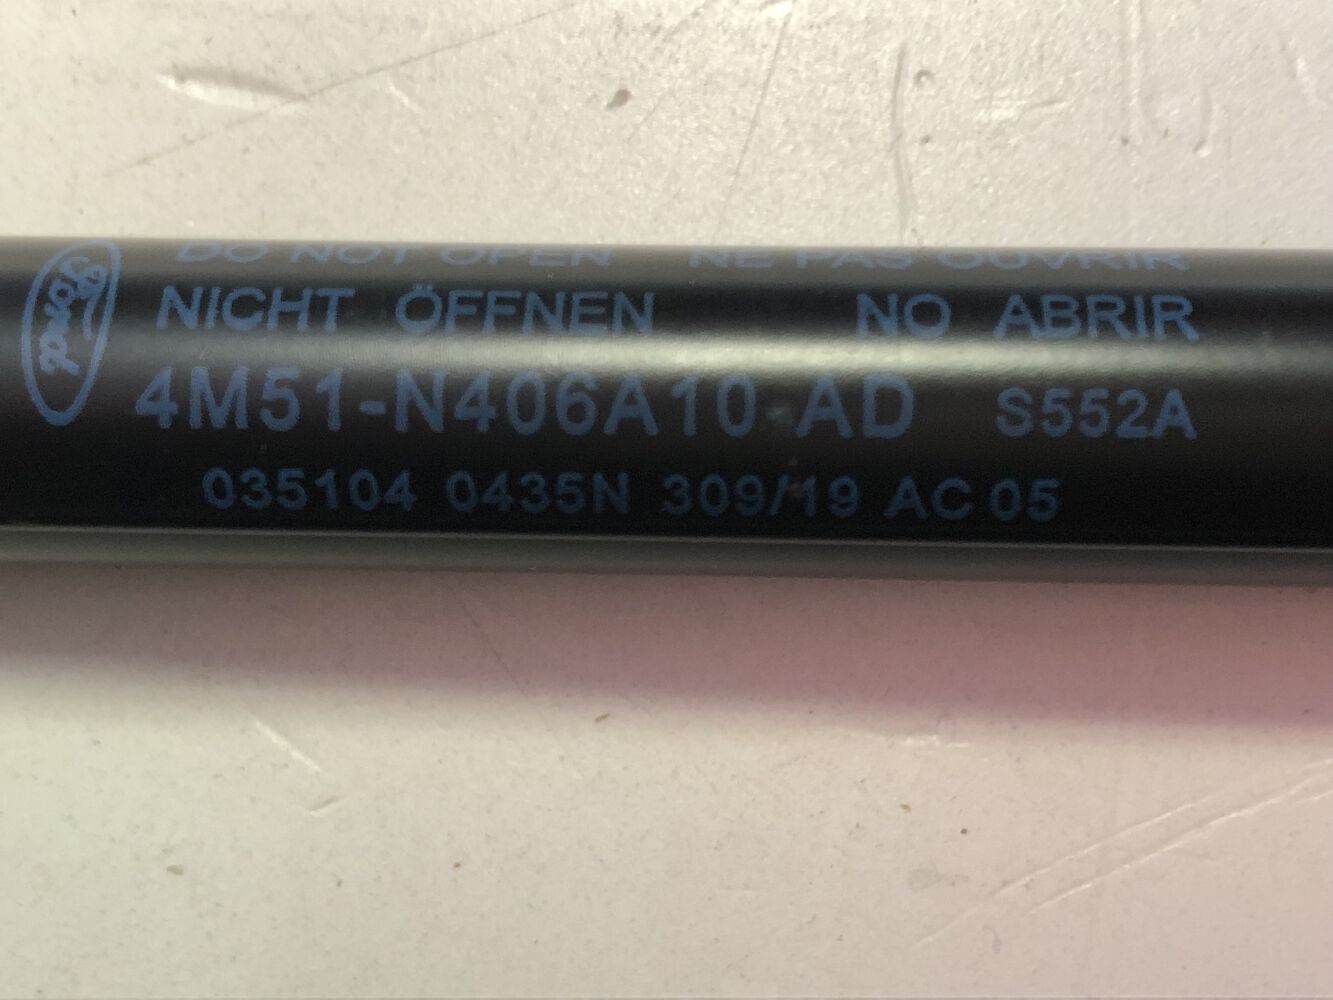 Ford
DO NOT OPEN NE PAS OUVRIR
NICHT ÖFFNEN NO ABRIR
4M51-N406A10-AD S552A
035104 0435N 309/19 AC 05